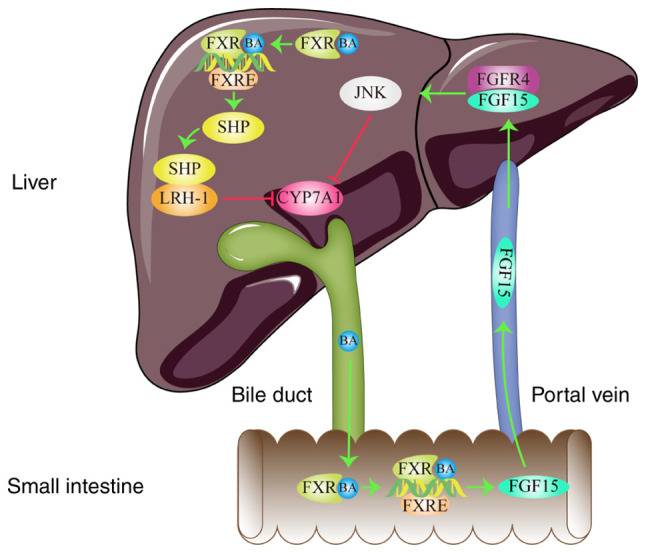 FXR BA
FXR BA
FXRE
SHP
SHP
LRH-1
CYP7A1
JNK
FGFR4
FGF15
Liver
FGF15
BA
Bile duct
Portal vein
Small intestine
FXR BA
FXR BA
FXRE
FGF15